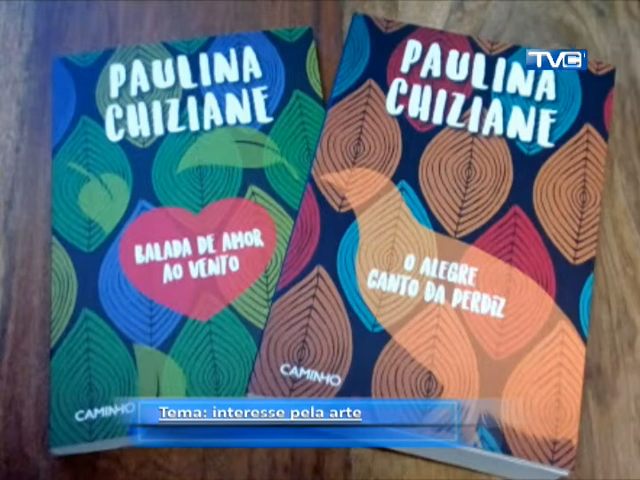 PAULINA
CHIZIANE
BALADA DE AMOR
AO VENTO
CAMINHO
PAULINA
CHIZIANE
O ALEGRE
CANTO DA PERDIZ
CAMINHO
TVC
Tema: interesse pela arte